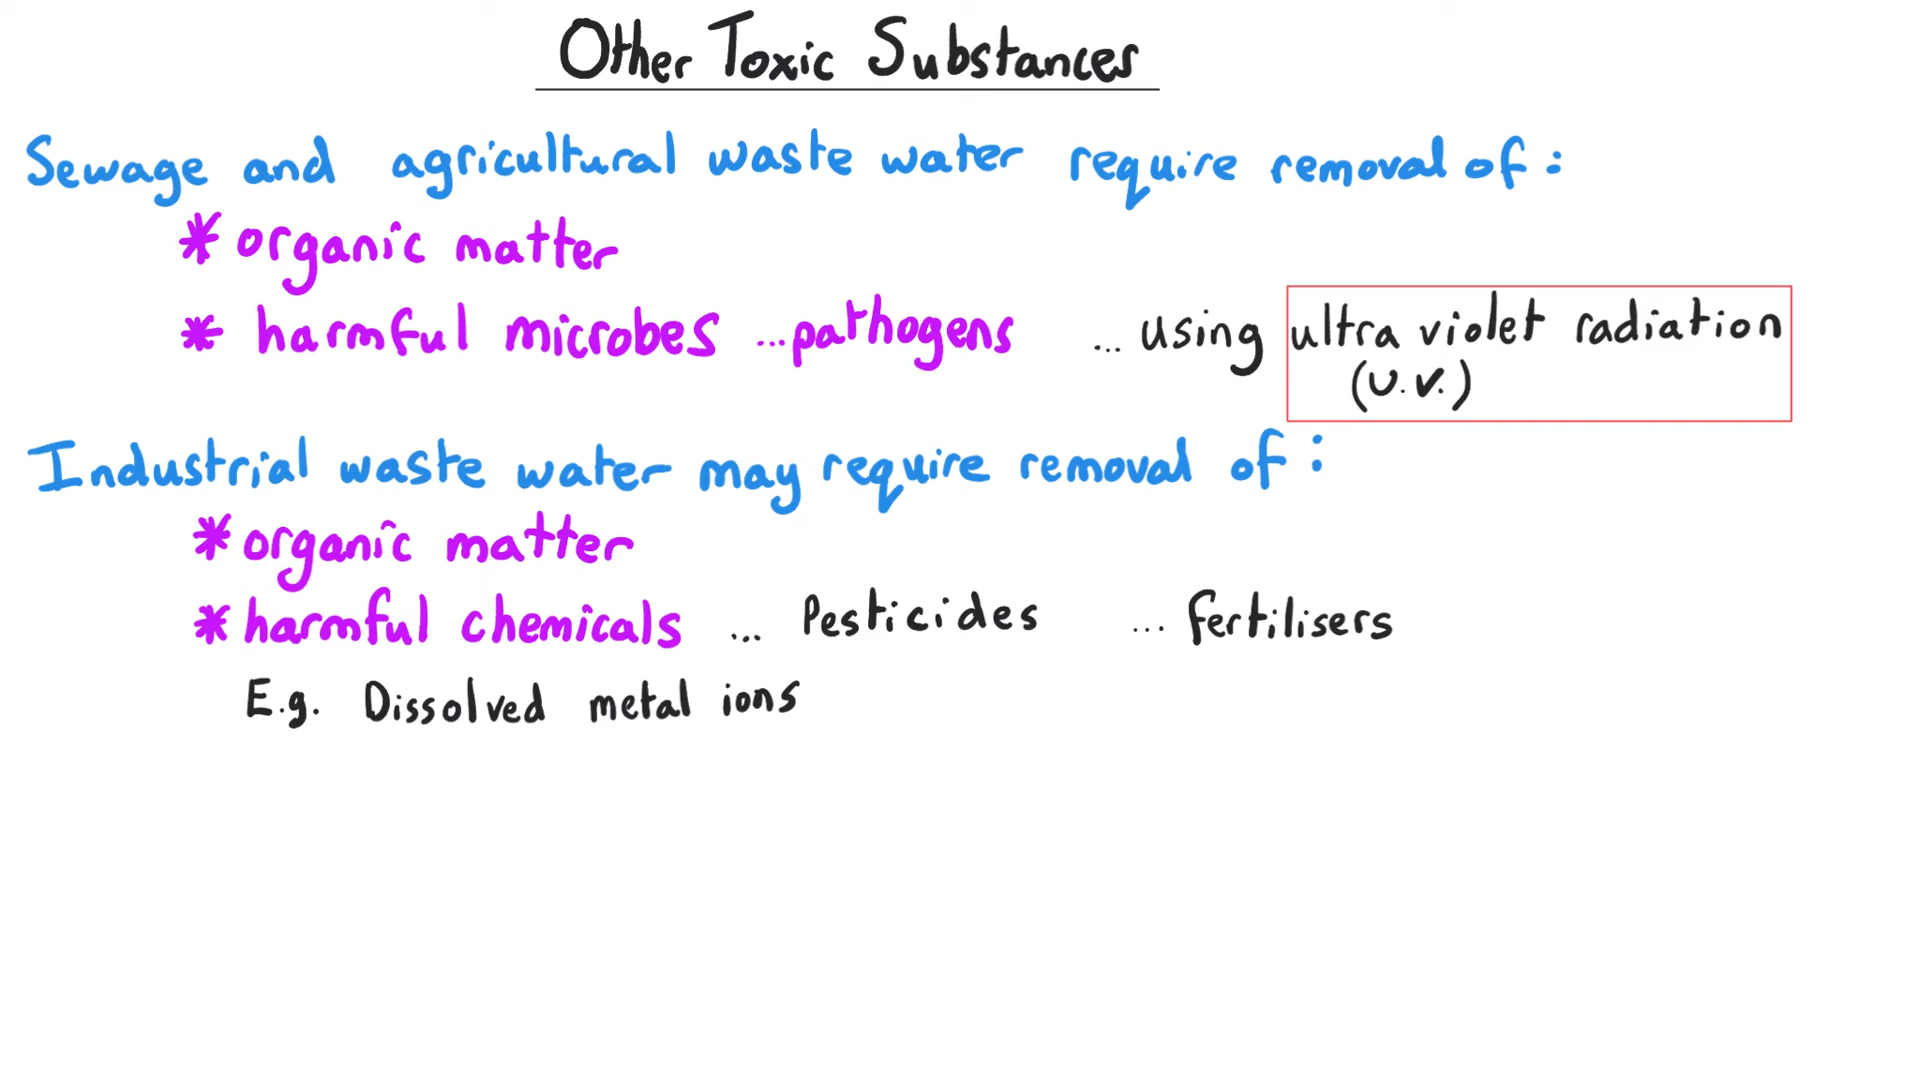 Other Toxic Substances
Sewage and agricultural waste water require removal of:
* organic matter
* harmful microbes ...pathogens ... using ultra violet radiation
(U.V.)
Industrial waste water may require removal of:
* organic matter
* harmful chemicals ... Pesticides ... fertilisers
E.g. Dissolved metal ions